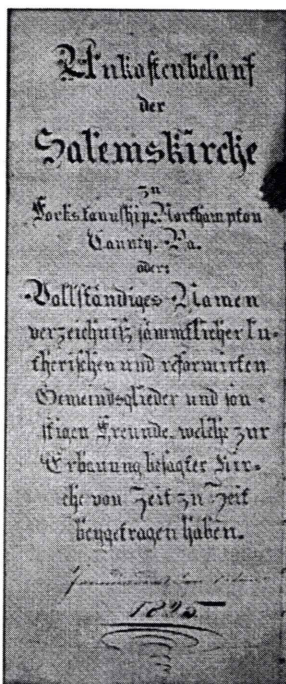 Unkostenbelauf
der
Salemskirche
zu
Forkstaunship, Northampton
County, Pa.
oder:
Vollständiges Namen
verzeichniß sämmtlicher lu-
therischen und reformirten
Gemeindsglieder und son-
stigen Freunde, welche zur
Erbauung besagter Kir-
che von Zeit zu Zeit
beygetragen haben.
1825